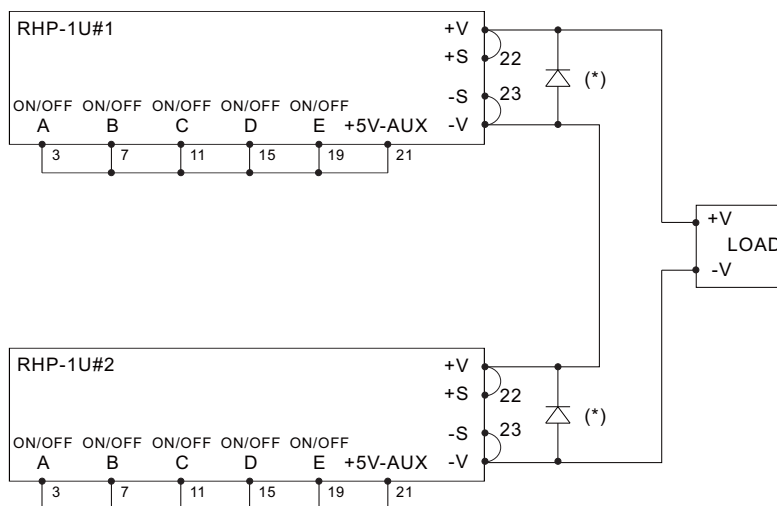 RHP-1U#1 +V
+S 22
(*)
-S 23
ON/OFF ON/OFF ON/OFF ON/OFF ON/OFF
A B C D E +5V-AUX -V
3 7 11 15 19 21
+V
LOAD
-V
RHP-1U#2 +V
+S 22
(*)
-S 23
ON/OFF ON/OFF ON/OFF ON/OFF ON/OFF
A B C D E +5V-AUX -V
3 7 11 15 19 21